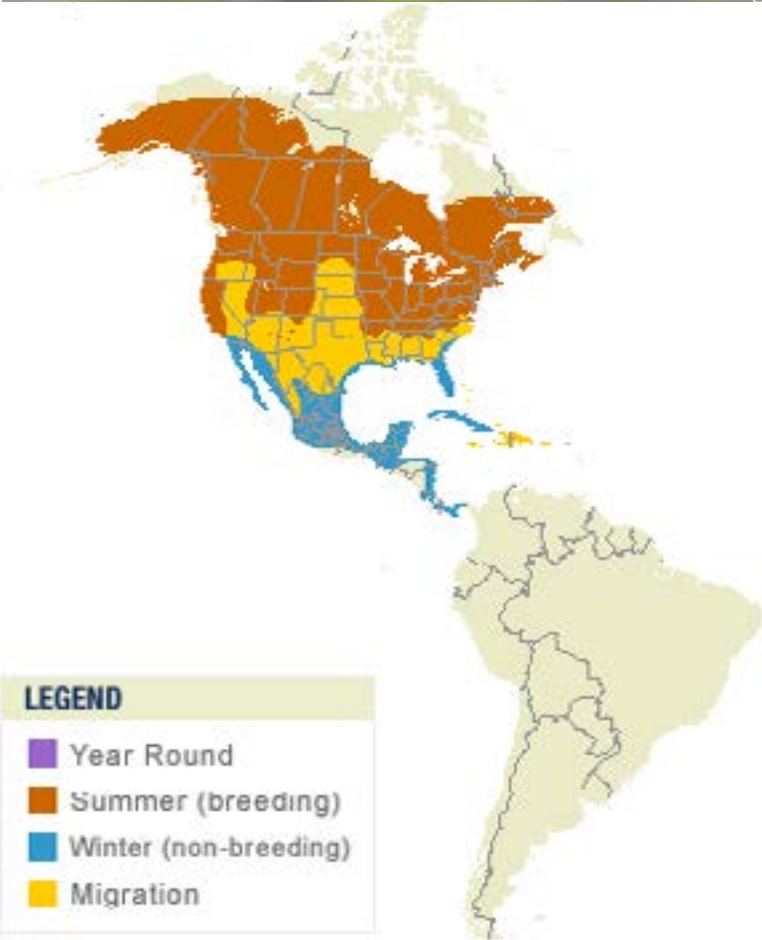 LEGEND
Year Round
Summer (breeding)
Winter (non-breeding)
Migration